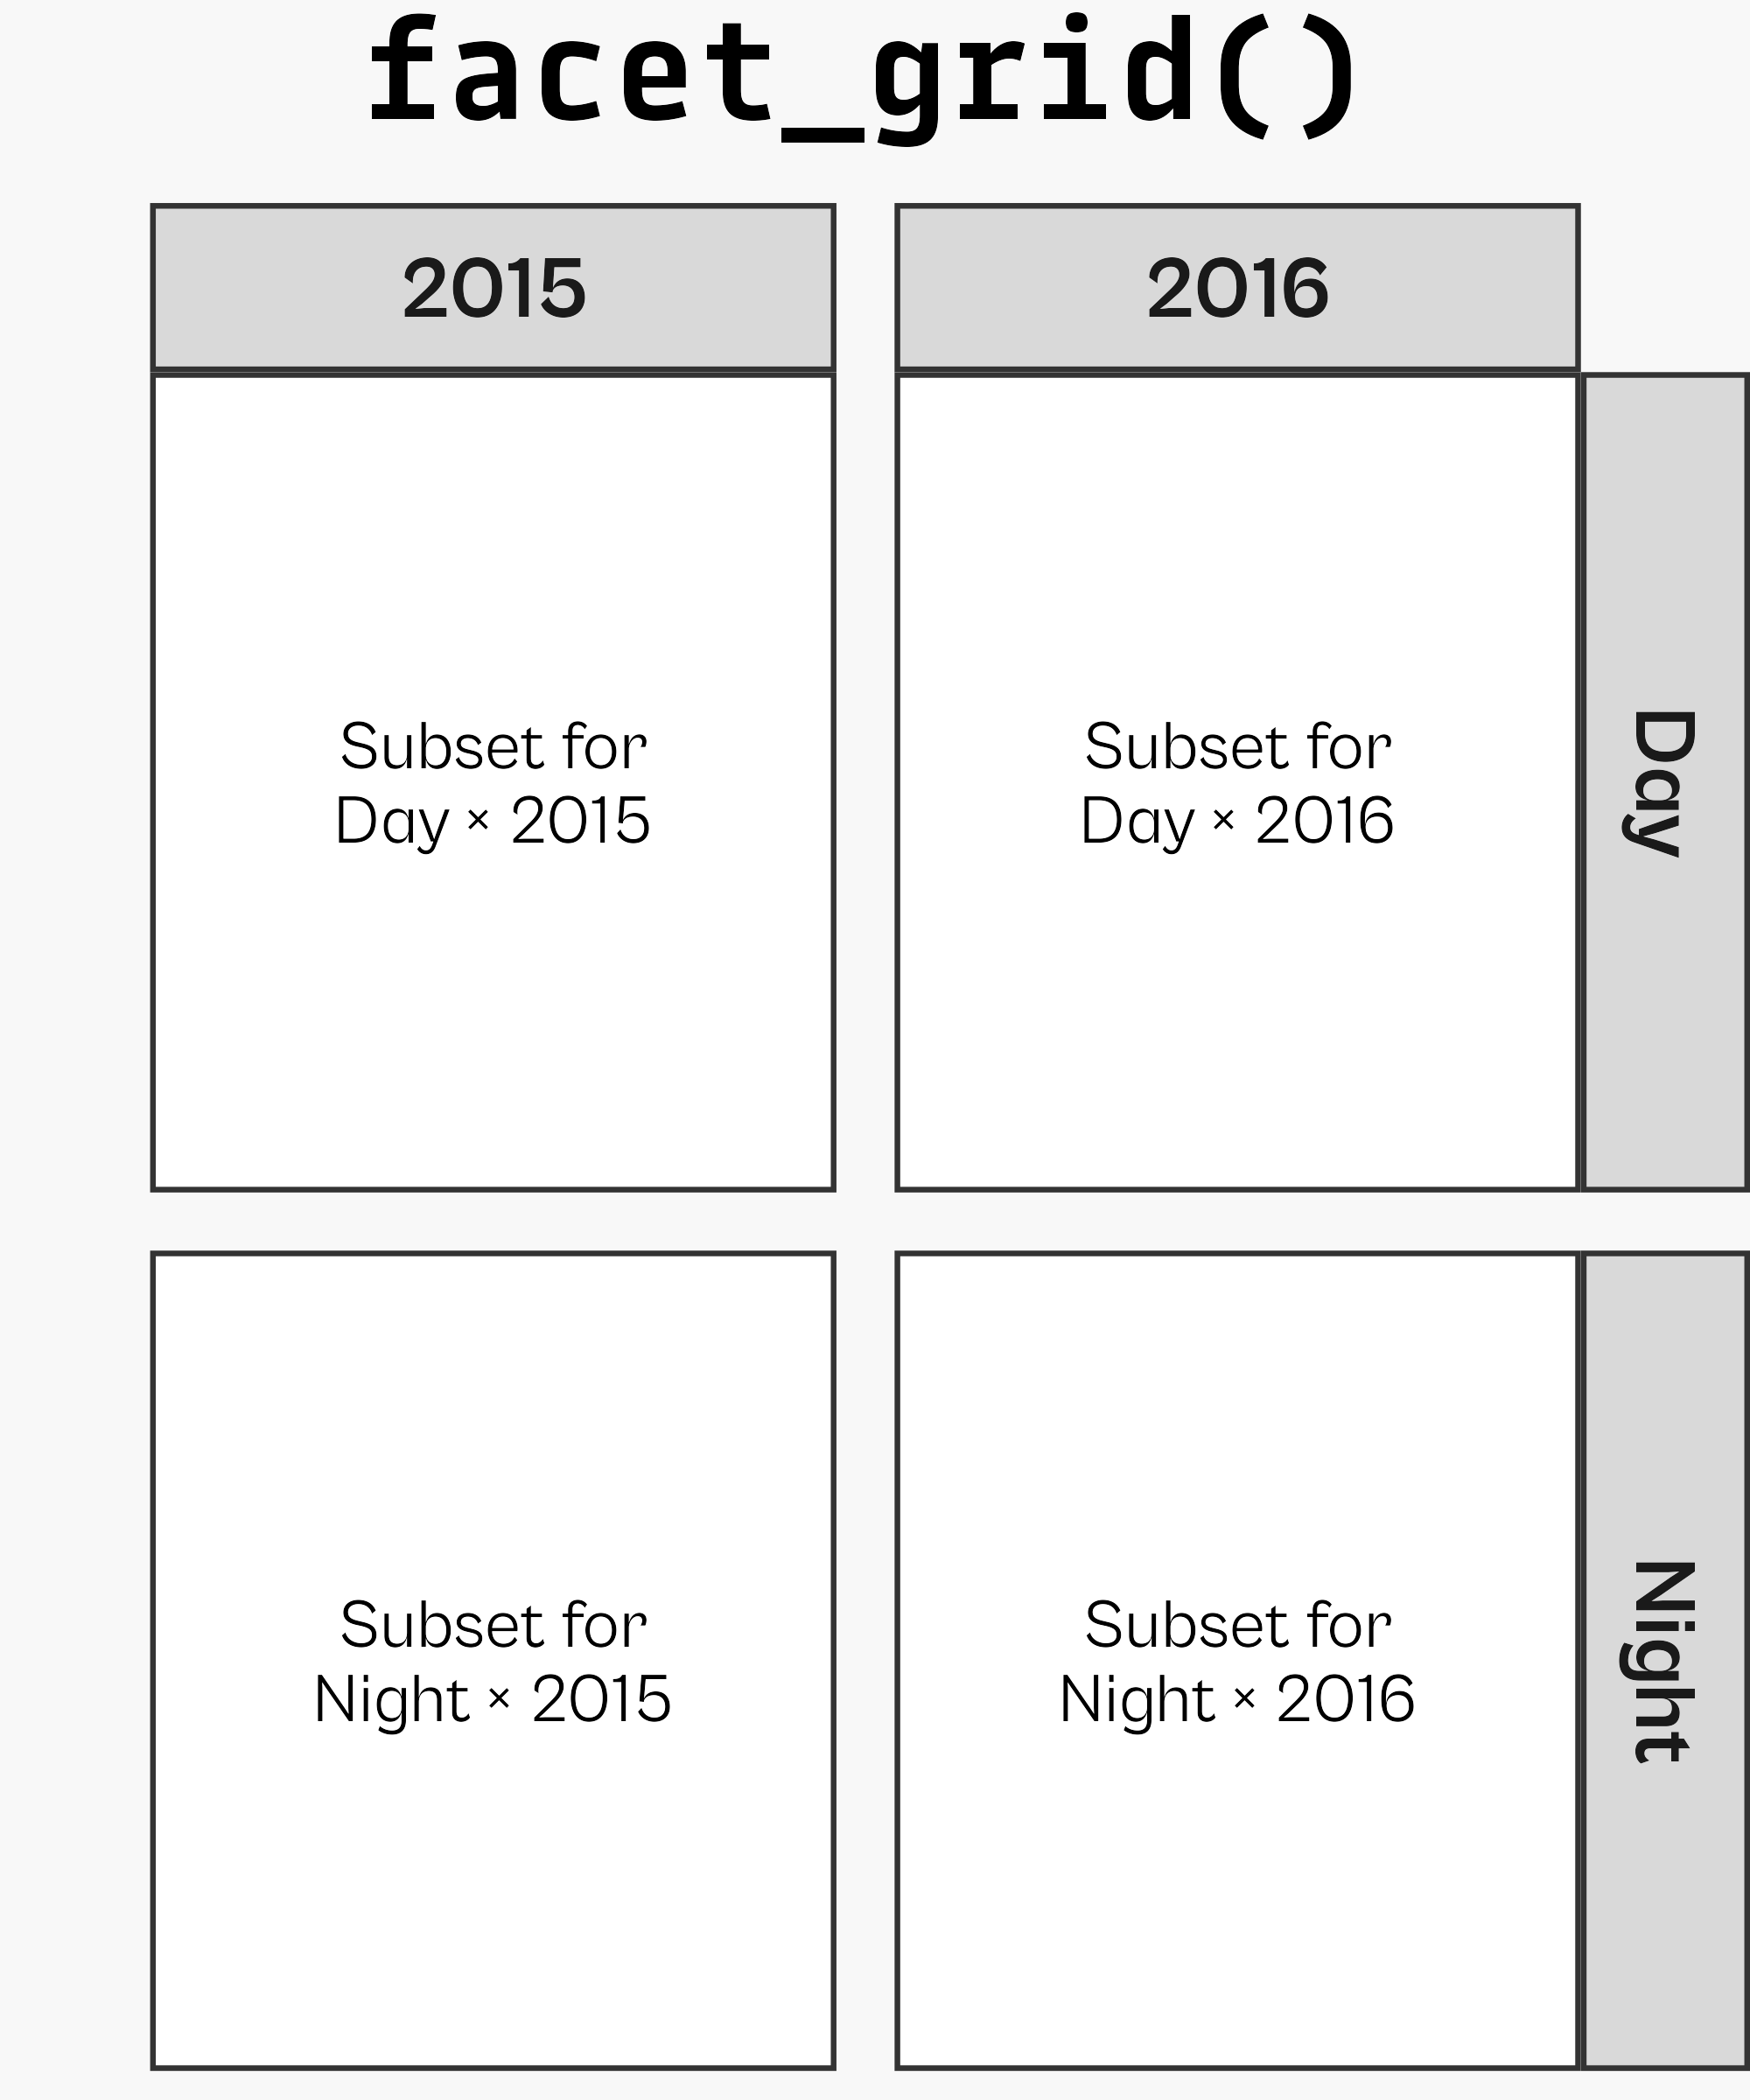 facet_grid()
2015
2016
Subset for
Day × 2015
Subset for
Day × 2016
Day
Subset for
Night × 2015
Subset for
Night × 2016
Night